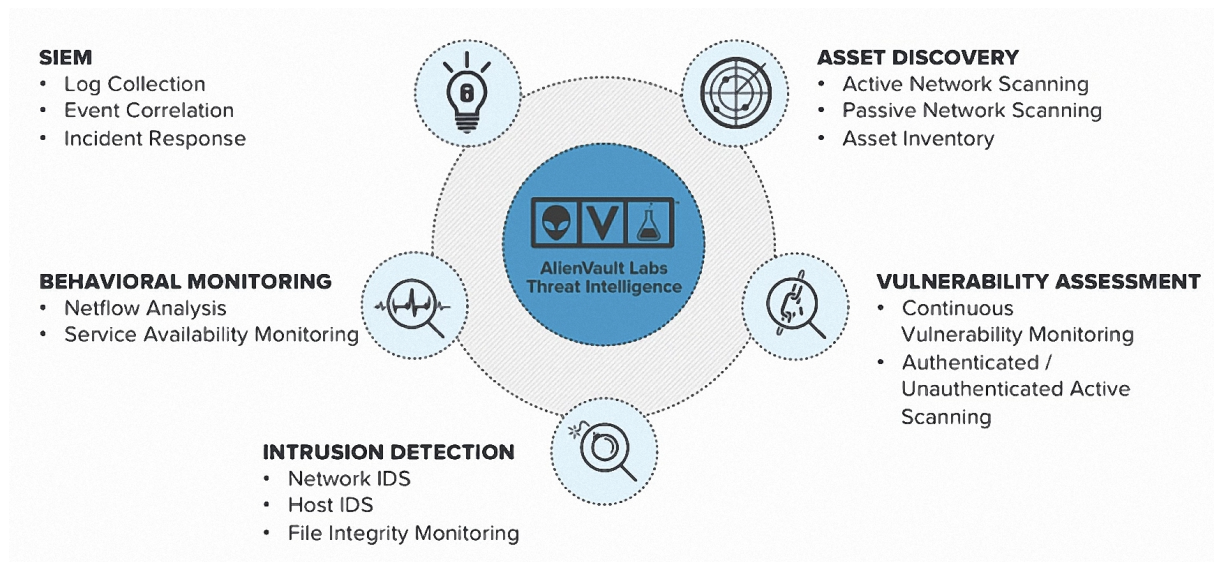 SIEM
• Log Collection
• Event Correlation
• Incident Response
ASSET DISCOVERY
• Active Network Scanning
• Passive Network Scanning
• Asset Inventory
V
™
AlienVault Labs
Threat Intelligence
BEHAVIORAL MONITORING
• Netflow Analysis
• Service Availability Monitoring
VULNERABILITY ASSESSMENT
• Continuous
Vulnerability Monitoring
• Authenticated /
Unauthenticated Active
Scanning
INTRUSION DETECTION
• Network IDS
• Host IDS
• File Integrity Monitoring